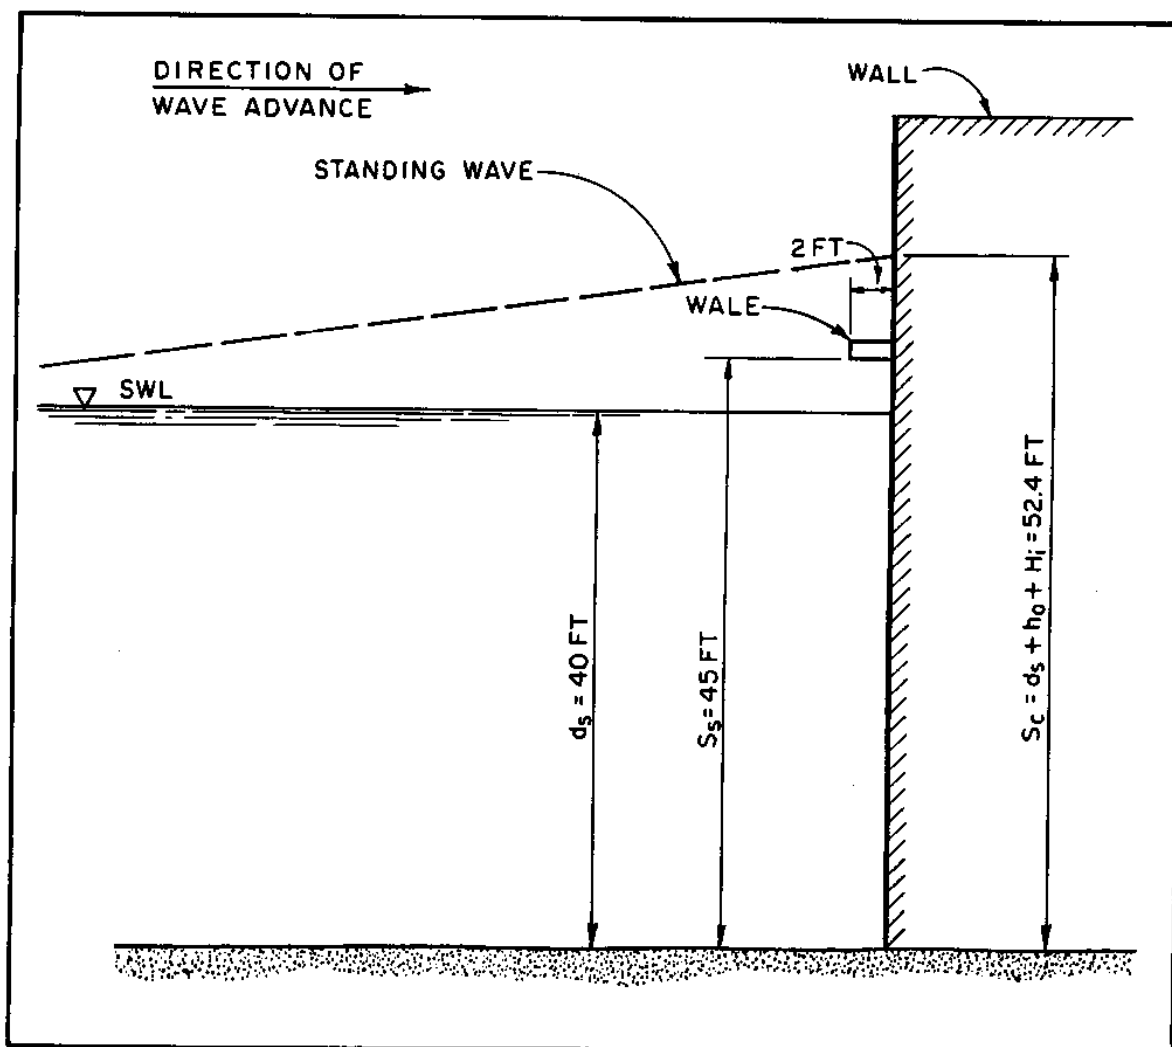 DIRECTION OF
WAVE ADVANCE
WALL
STANDING WAVE
2 FT
WALE
SWL
d_s = 40 FT
S_s = 45 FT
S_c = d_s + h_o + H_i = 52.4 FT